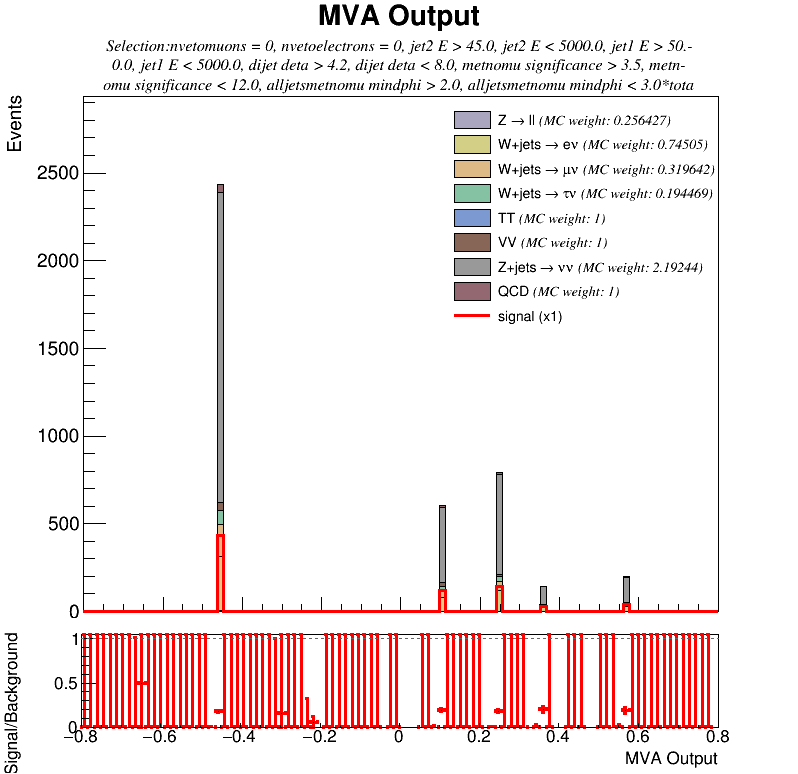 MVA Output
Selection:nvetomuons = 0, nvetoelectrons = 0, jet2 E > 45.0, jet2 E < 5000.0, jet1 E > 50.-
0.0, jet1 E < 5000.0, dijet deta > 4.2, dijet deta < 8.0, metnomu significance > 3.5, metn-
omu significance < 12.0, alljetsmetnomu mindphi > 2.0, alljetsmetnomu mindphi < 3.0*tota
Events
Z → ll (MC weight: 0.256427)
W+jets → eν (MC weight: 0.74505)
W+jets → μν (MC weight: 0.319642)
W+jets → τν (MC weight: 0.194469)
TT (MC weight: 1)
VV (MC weight: 1)
Z+jets → νν (MC weight: 2.19244)
QCD (MC weight: 1)
signal (x1)
2500
2000
1500
1000
500
0
Signal/Background
1
0.5
0
−0.8 −0.6 −0.4 −0.2 0 0.2 0.4 0.6 0.8
MVA Output